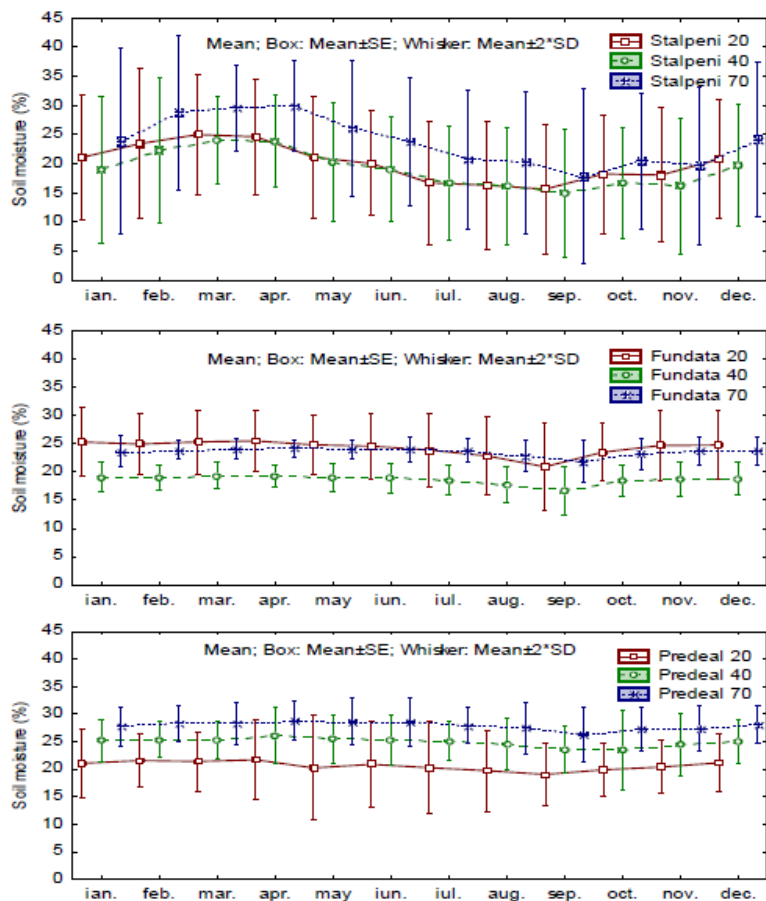 45
40
35
30
25
20
15
10
5
0
Soil moisture (%)
Mean; Box: Mean±SE; Whisker: Mean±2*SD
Stalpeni 20
Stalpeni 40
Stalpeni 70
ian. feb. mar. apr. may iun. iul. aug. sep. oct. nov. dec.
45
40
35
30
25
20
15
10
5
0
Soil moisture (%)
Mean; Box: Mean±SE; Whisker: Mean±2*SD
Fundata 20
Fundata 40
Fundata 70
ian. feb. mar. apr. may iun. iul. aug. sep. oct. nov. dec.
45
40
35
30
25
20
15
10
5
0
Soil moisture (%)
Mean; Box: Mean±SE; Whisker: Mean±2*SD
Predeal 20
Predeal 40
Predeal 70
ian. feb. mar. apr. may iun. iul. aug. sep. oct. nov. dec.